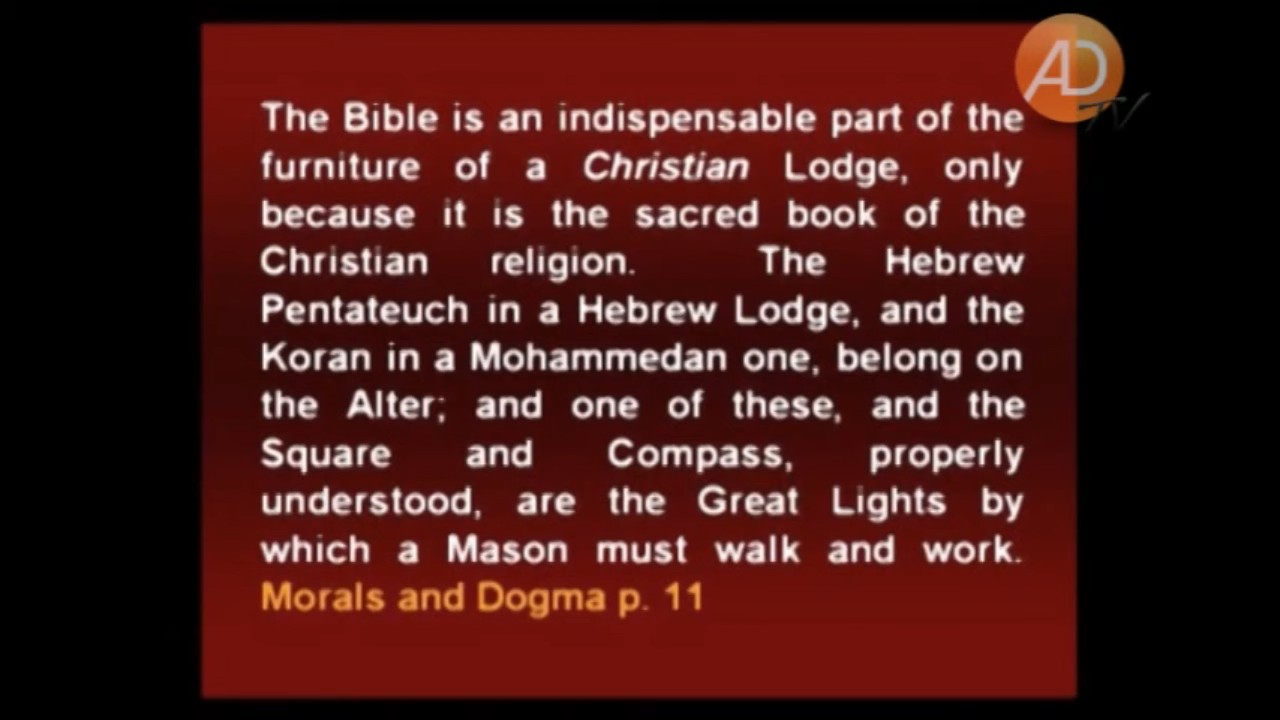 AD
TV
The Bible is an indispensable part of the
furniture of a Christian Lodge, only
because it is the sacred book of the
Christian religion. The Hebrew
Pentateuch in a Hebrew Lodge, and the
Koran in a Mohammedan one, belong on
the Alter; and one of these, and the
Square and Compass, properly
understood, are the Great Lights by
which a Mason must walk and work.
Morals and Dogma p. 11